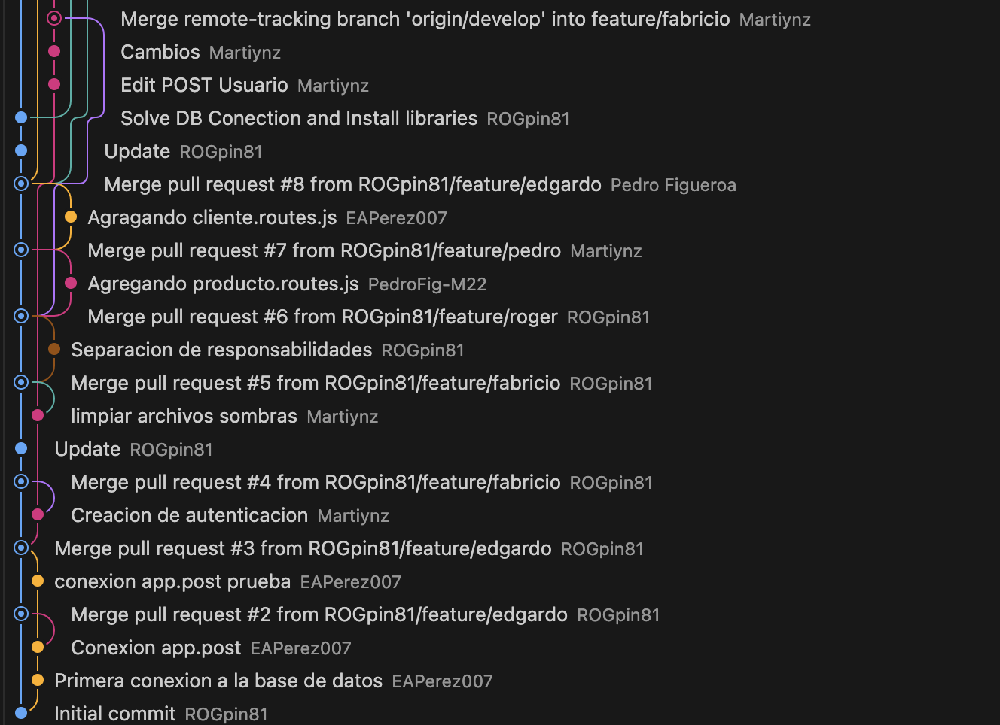 Merge remote-tracking branch 'origin/develop' into feature/fabricio Martiynz
Cambios Martiynz
Edit POST Usuario Martiynz
Solve DB Conection and Install libraries ROGpin81
Update ROGpin81
Merge pull request #8 from ROGpin81/feature/edgardo Pedro Figueroa
Agragando cliente.routes.js EAPerez007
Merge pull request #7 from ROGpin81/feature/pedro Martiynz
Agregando producto.routes.js PedroFig-M22
Merge pull request #6 from ROGpin81/feature/roger ROGpin81
Separacion de responsabilidades ROGpin81
Merge pull request #5 from ROGpin81/feature/fabricio ROGpin81
limpiar archivos sombras Martiynz
Update ROGpin81
Merge pull request #4 from ROGpin81/feature/fabricio ROGpin81
Creacion de autenticacion Martiynz
Merge pull request #3 from ROGpin81/feature/edgardo ROGpin81
conexion app.post prueba EAPerez007
Merge pull request #2 from ROGpin81/feature/edgardo ROGpin81
Conexion app.post EAPerez007
Primera conexion a la base de datos EAPerez007
Initial commit ROGpin81